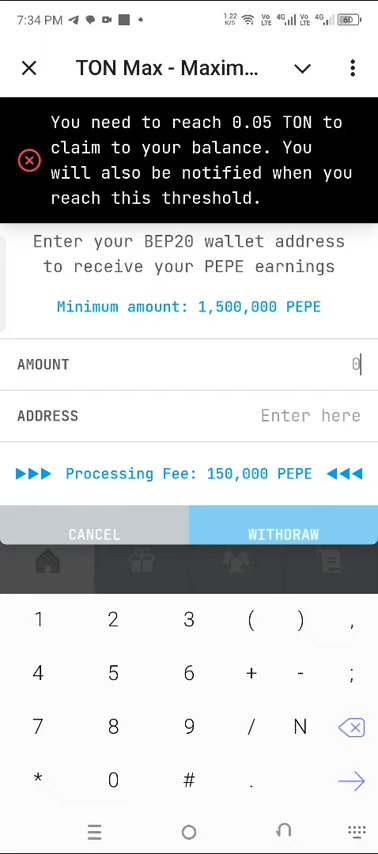 7:34 PM
1.22 K/S Vo LTE 4G Vo LTE 4G 60
TON Max - Maxim...
You need to reach 0.05 TON to
claim to your balance. You
will also be notified when you
reach this threshold.
Enter your BEP20 wallet address
to receive your PEPE earnings
Minimum amount: 1,500,000 PEPE
AMOUNT 0
ADDRESS Enter here
Processing Fee: 150,000 PEPE
CANCEL WITHDRAW
1 2 3 ( ) ,
4 5 6 + - ;
7 8 9 / N
* 0 # .